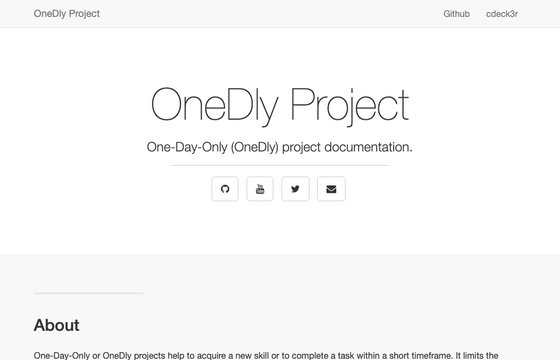 OneDly Project
Github
cdeck3r
OneDly Project
One-Day-Only (OneDly) project documentation.
About
One-Day-Only or OneDly projects help to acquire a new skill or to complete a task within a short timeframe. It limits the